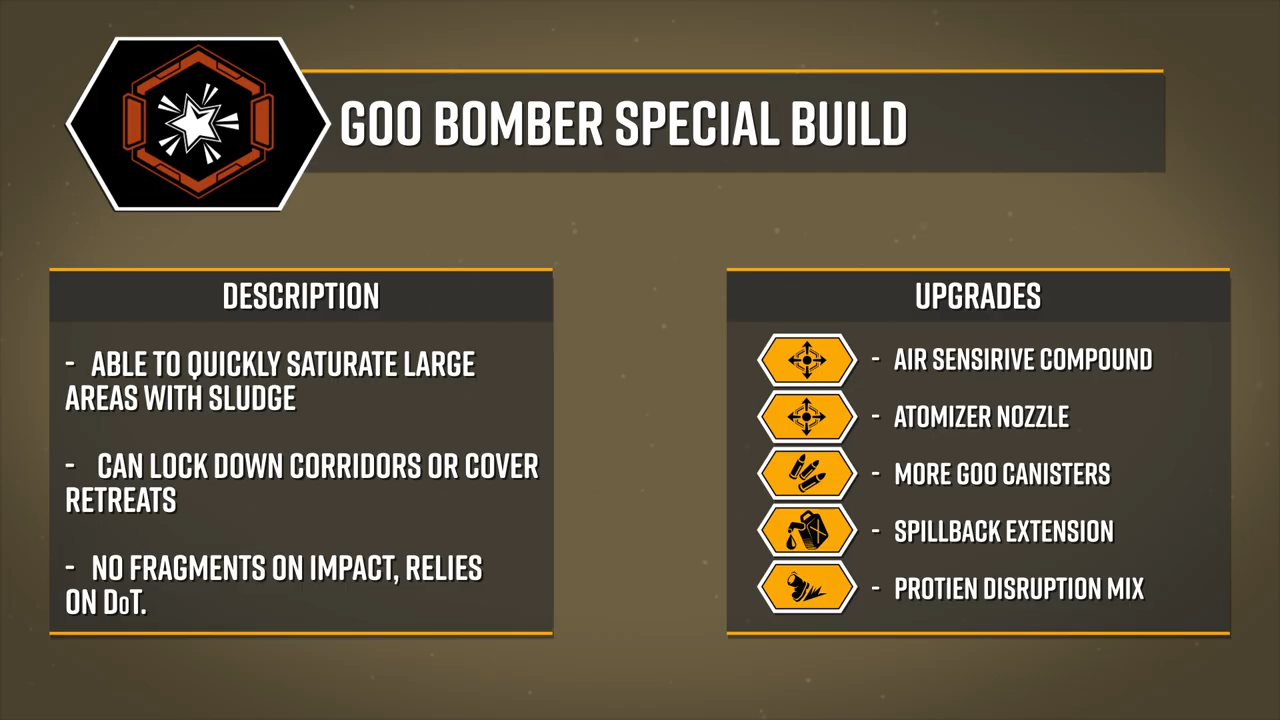 GOO BOMBER SPECIAL BUILD
DESCRIPTION
- ABLE TO QUICKLY SATURATE LARGE
AREAS WITH SLUDGE
- CAN LOCK DOWN CORRIDORS OR COVER
RETREATS
- NO FRAGMENTS ON IMPACT, RELIES
ON DoT.
UPGRADES
- AIR SENSIRIVE COMPOUND
- ATOMIZER NOZZLE
- MORE GOO CANISTERS
- SPILLBACK EXTENSION
- PROTIEN DISRUPTION MIX